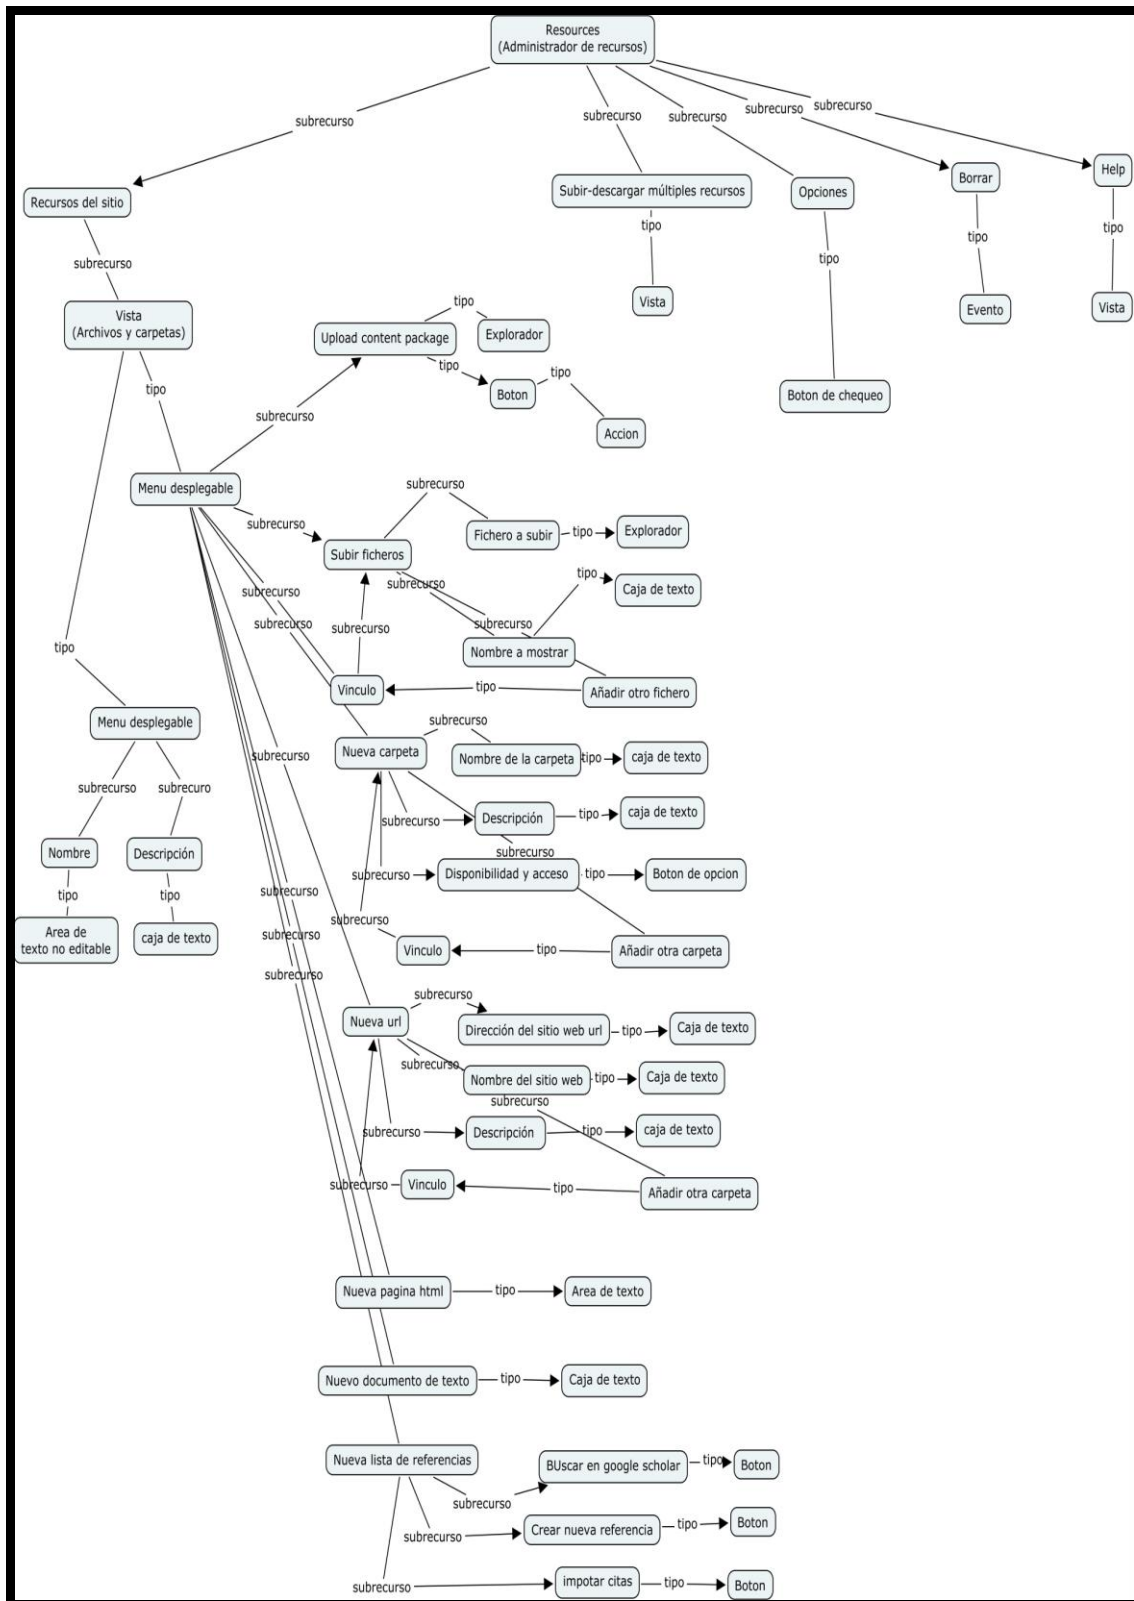 Resources
(Administrador de recursos)
subrecurso
subrecurso
subrecurso
subrecurso
subrecurso
Recursos del sitio
Subir-descargar múltiples recursos
Opciones
Borrar
Help
subrecurso
tipo
tipo
tipo
tipo
Vista
(Archivos y carpetas)
Vista
Evento
Vista
tipo
Upload content package
tipo
Explorador
tipo
Boton
tipo
Accion
Boton de chequeo
subrecurso
Menu desplegable
subrecurso
Subir ficheros
subrecurso
Fichero a subir
tipo
Explorador
subrecurso
tipo
Caja de texto
subrecurso
subrecurso
subrecurso
subrecurso
Nombre a mostrar
tipo
Vinculo
tipo
Añadir otro fichero
Menu desplegable
subrecurso
Nueva carpeta
subrecurso
Nombre de la carpeta
tipo
caja de texto
subrecurso
subrecuro
subrecurso
Descripción
tipo
caja de texto
Nombre
Descripción
subrecurso
subrecurso
Disponibilidad y acceso
tipo
Boton de opcion
tipo
tipo
subrecurso
subrecurso
subrecurso
subrecurso
Area de
texto no editable
caja de texto
Vinculo
tipo
Añadir otra carpeta
Nueva url
subrecurso
Dirección del sitio web url
tipo
Caja de texto
subrecurso
Nombre del sitio web
tipo
Caja de texto
subrecurso
subrecurso
Descripción
tipo
caja de texto
subrecurso
Vinculo
tipo
Añadir otra carpeta
Nueva pagina html
tipo
Area de texto
Nuevo documento de texto
tipo
Caja de texto
Nueva lista de referencias
subrecurso
BUscar en google scholar
tipo
Boton
subrecurso
Crear nueva referencia
tipo
Boton
subrecurso
impotar citas
tipo
Boton